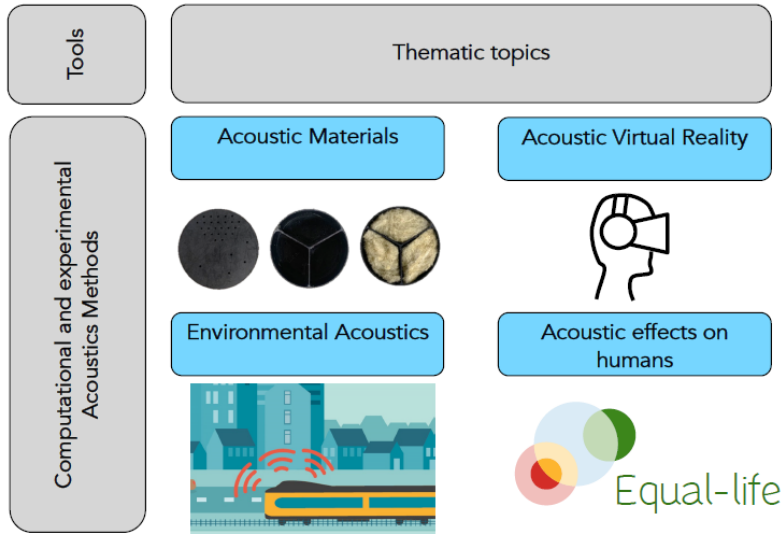 Tools
Thematic topics
Computational and experimental
Acoustics Methods
Acoustic Materials
Acoustic Virtual Reality
Environmental Acoustics
Acoustic effects on
humans
Equal-life